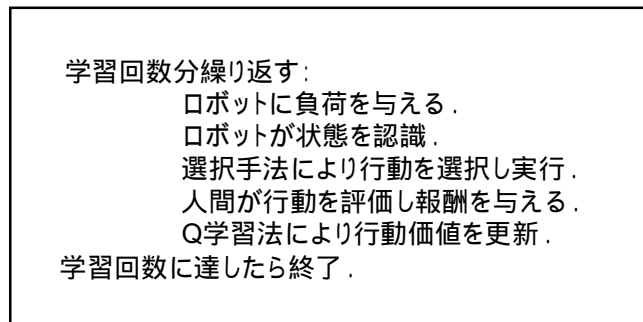 学習回数分繰り返す:
ロボットに負荷を与える.
ロボットが状態を認識.
選択手法により行動を選択し実行.
人間が行動を評価し報酬を与える.
Q学習法により行動価値を更新.
学習回数に達したら終了.